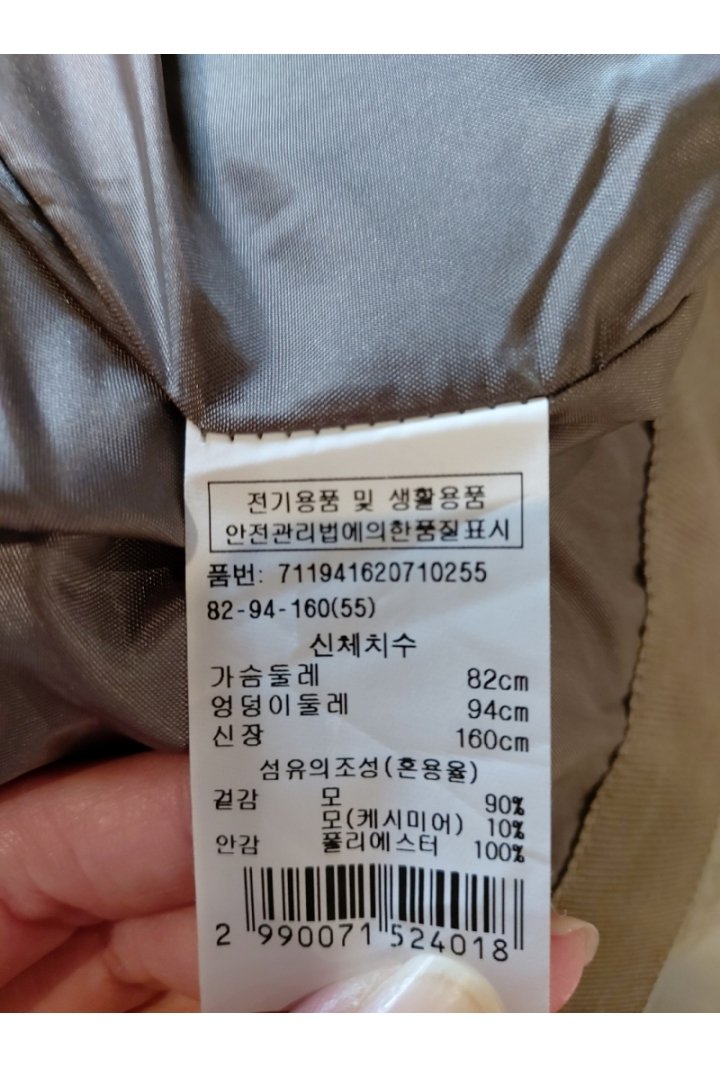 전기용품 및 생활용품
안전관리법에의한품질표시
품번: 711941620710255
82-94-160(55)
신체치수
가슴둘레 82cm
엉덩이둘레 94cm
신장 160cm
섬유의조성(혼용율)
겉감 모 90%
모(케시미어) 10%
안감 폴리에스터 100%
2 990071 524018